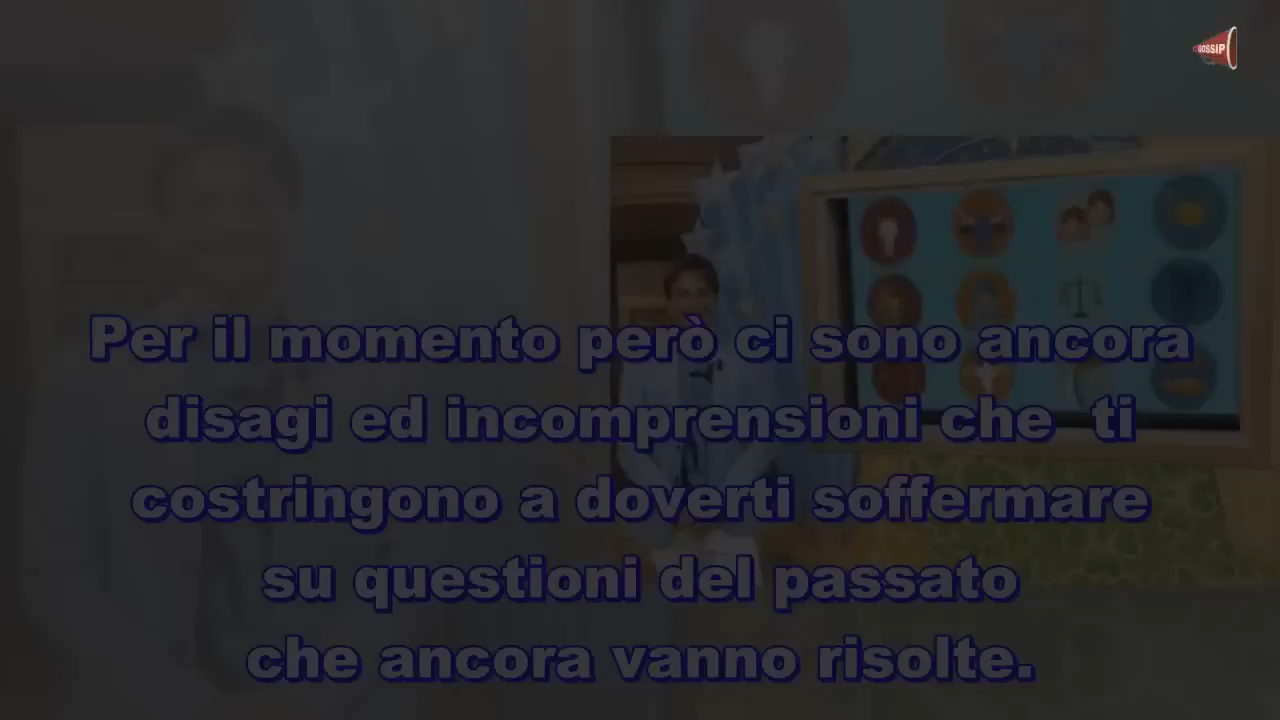 GOSSIP
Per il momento però ci sono ancora
disagi ed incomprensioni che  ti
costringono a doverti soffermare
su questioni del passato
che ancora vanno risolte.